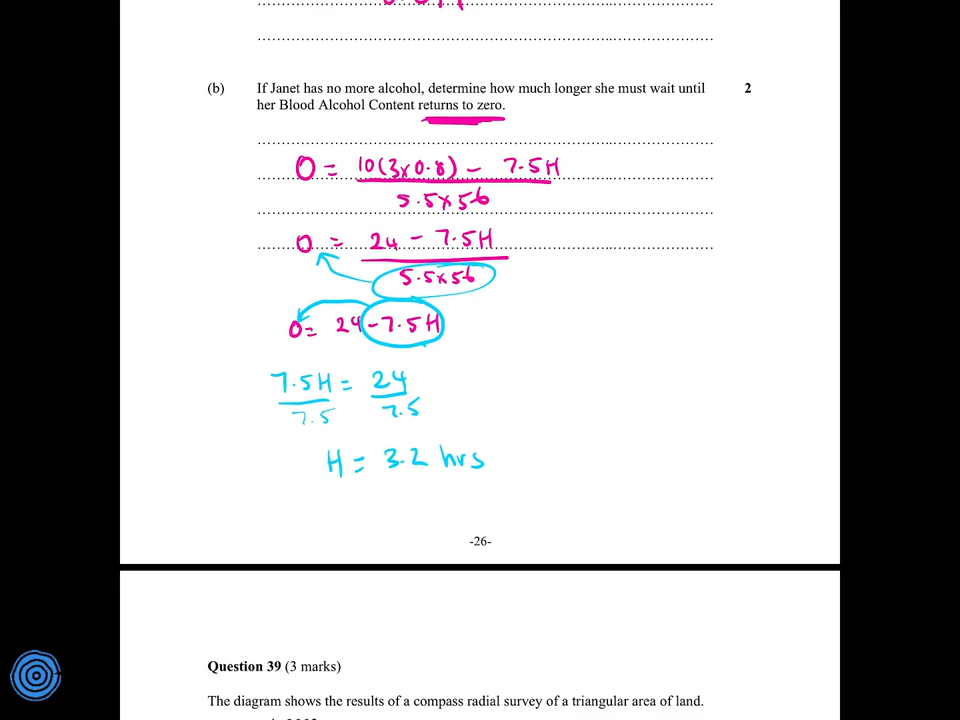 (b) If Janet has no more alcohol, determine how much longer she must wait until 2
her Blood Alcohol Content returns to zero.
0 = 10(3×0.8) - 7.5H
5.5×56
0 = 24 - 7.5H
5.5×56
0 = 24 - 7.5H
7.5H = 24
7.5 7.5
H = 3.2 hrs
-26-
Question 39 (3 marks)
The diagram shows the results of a compass radial survey of a triangular area of land.